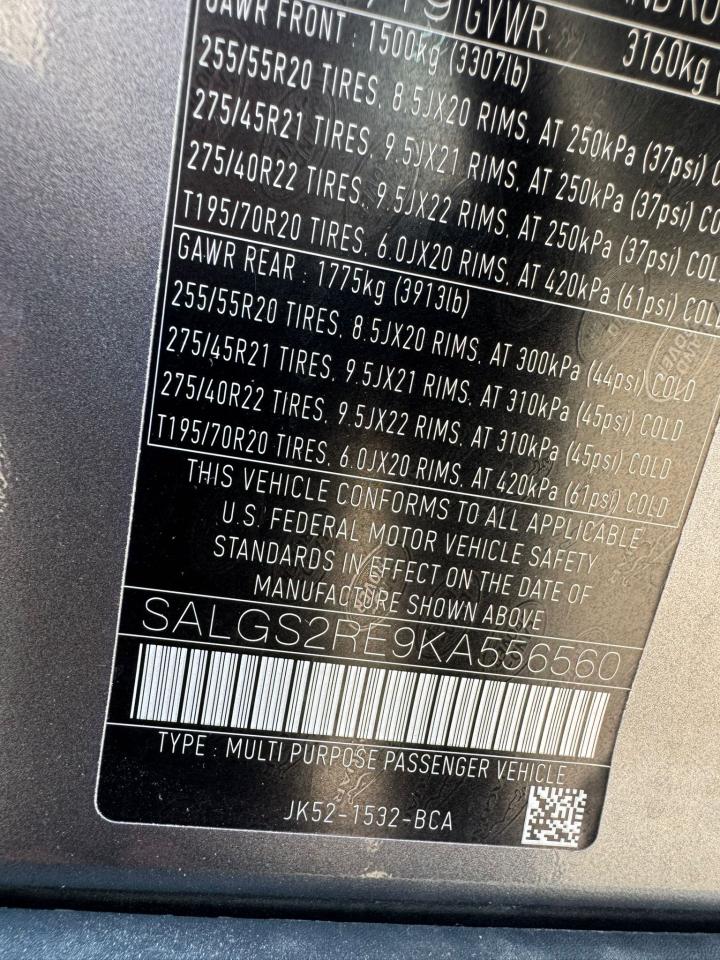 GVWR
3160kg
GAWR FRONT : 1500kg (3307lb)
255/55R20 TIRES, 8.5JX20 RIMS, AT 250kPa (37psi)
275/45R21 TIRES, 9.5JX21 RIMS, AT 250kPa (37psi) CO
275/40R22 TIRES, 9.5JX22 RIMS, AT 250kPa (37psi) COL
T195/70R20 TIRES, 6.0JX20 RIMS, AT 420kPa (61psi) COL
GAWR REAR : 1775kg (3913lb)
255/55R20 TIRES, 8.5JX20 RIMS, AT 300kPa (44psi) COLD
275/45R21 TIRES, 9.5JX21 RIMS, AT 310kPa (45psi) COLD
275/40R22 TIRES, 9.5JX22 RIMS, AT 310kPa (45psi) COLD
T195/70R20 TIRES, 6.0JX20 RIMS, AT 420kPa (61psi) COLD
THIS VEHICLE CONFORMS TO ALL APPLICABLE
U.S. FEDERAL MOTOR VEHICLE SAFETY
STANDARDS IN EFFECT ON THE DATE OF
MANUFACTURE SHOWN ABOVE
SALGS2RE9KA556560
TYPE : MULTI PURPOSE PASSENGER VEHICLE
JK52-1532-BCA